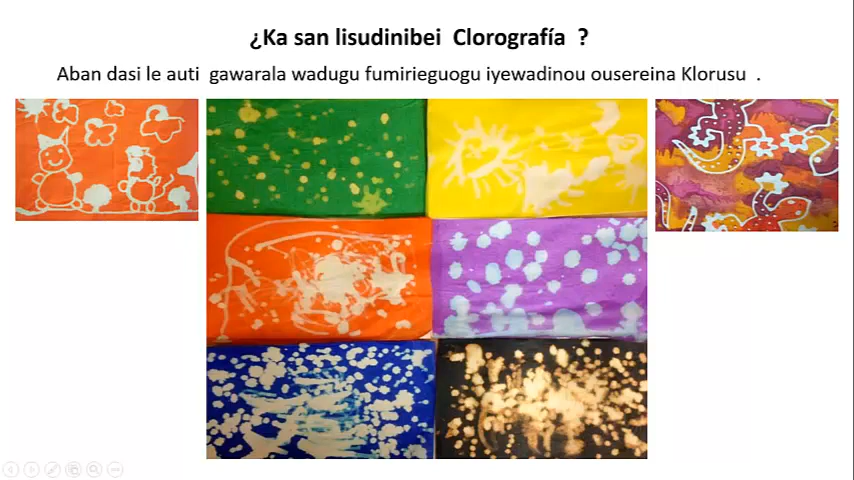 ¿Ka san lisudinibei Clorografía ?
Aban dasi le auti gawarala wadugu fumirieguogu iyewadinou ousereina Klorusu .